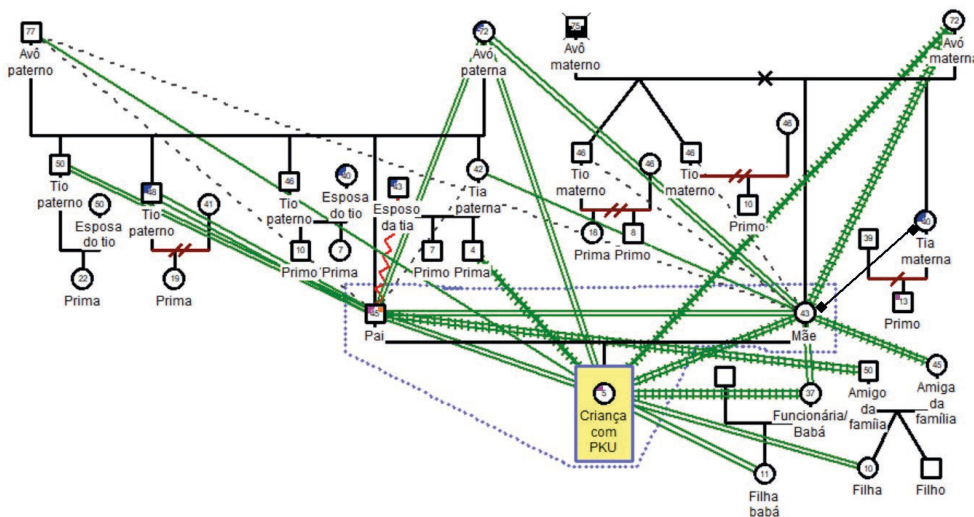 77
Avô
paterno
72
Avó
paterna
75
Avô
materno
72
Avó
materna
50
Tio
paterno
50
Esposa
do tio
48
Tio
paterno
41
46
Tio
paterno
40
Esposa
do tio
43
Esposo
da tia
42
Tia
paterna
46
Tio
materno
46
46
Tio
materno
46
39
40
Tia
materna
22
Prima
19
Prima
10
Primo
7
Prima
7
Primo
4
Prima
18
Prima
8
Primo
10
Primo
13
Primo
45
Pai
43
Mãe
5
Criança
com
PKU
37
Funcionária/
Babá
50
Amigo
da
família
45
Amiga
da
família
11
Filha
babá
10
Filha
Filho